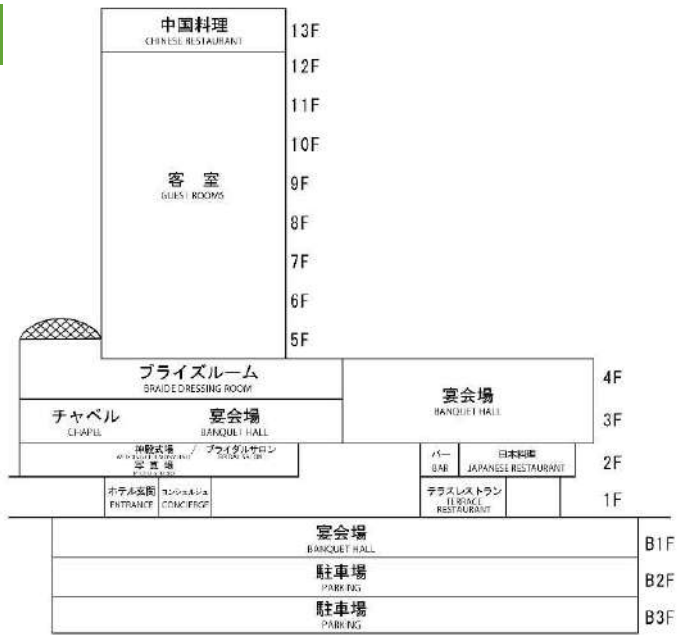 中国料理
CHINESE RESTAURANT
13F
12F
11F
10F
客室
GUEST ROOMS
9F
8F
7F
6F
5F
ブライズルーム
BRAIDE DRESSING ROOM
4F
宴会場
BANQUET HALL
チャペル
CHAPEL
宴会場
BANQUET HALL
3F
神殿式場 / ブライダルサロン
写真場
バー
BAR
日本料理
JAPANESE RESTAURANT
2F
ホテル玄関
ENTRANCE
コンシェルジュ
CONCIERGE
テラスレストラン
TERRACE
RESTAURANT
1F
宴会場
BANQUET HALL
B1F
駐車場
PARKING
B2F
駐車場
PARKING
B3F